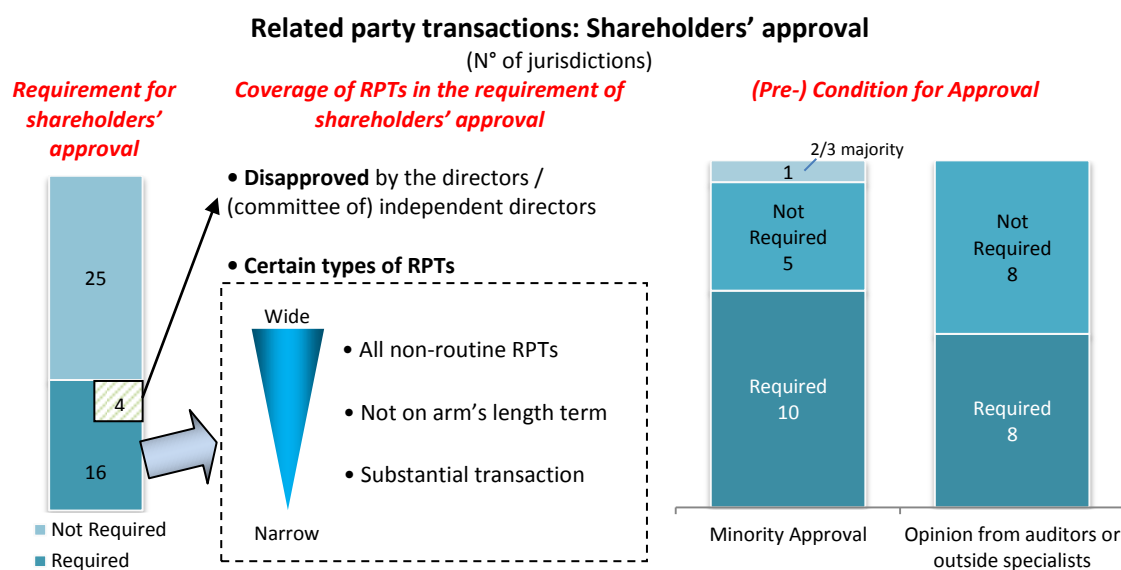 Related party transactions: Shareholders' approval
(N° of jurisdictions)
Requirement for
shareholders'
approval
25
4
16
Not Required
Required
Coverage of RPTs in the requirement of
shareholders' approval
• Disapproved by the directors /
(committee of) independent directors
• Certain types of RPTs
Wide
• All non-routine RPTs
• Not on arm's length term
• Substantial transaction
Narrow
(Pre-) Condition for Approval
2/3 majority
1
Not
Required
5
Required
10
Minority Approval
Not
Required
8
Required
8
Opinion from auditors or
outside specialists